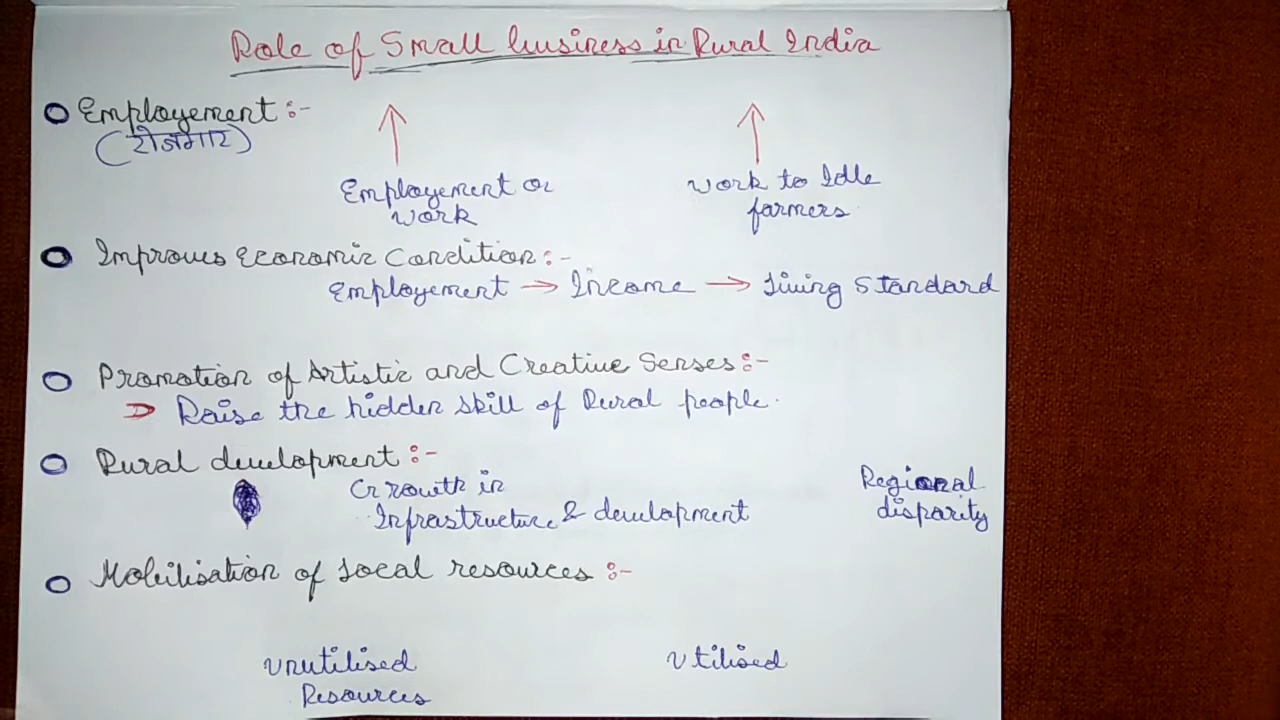 Role of Small business in Rural India
Employement :-
(रोजगार)
Employement or
work
work to Idle
farmers
Improves Economic Condition :-
Employement → Income → Living Standard
Promotion of Artistic and Creative Senses :-
Raise the hidden skill of Rural people.
Rural development :-
Growth in
Infrastructure & development
Regional
disparity
Mobilisation of Local resources :-
Unutilised
Resources
Utilised